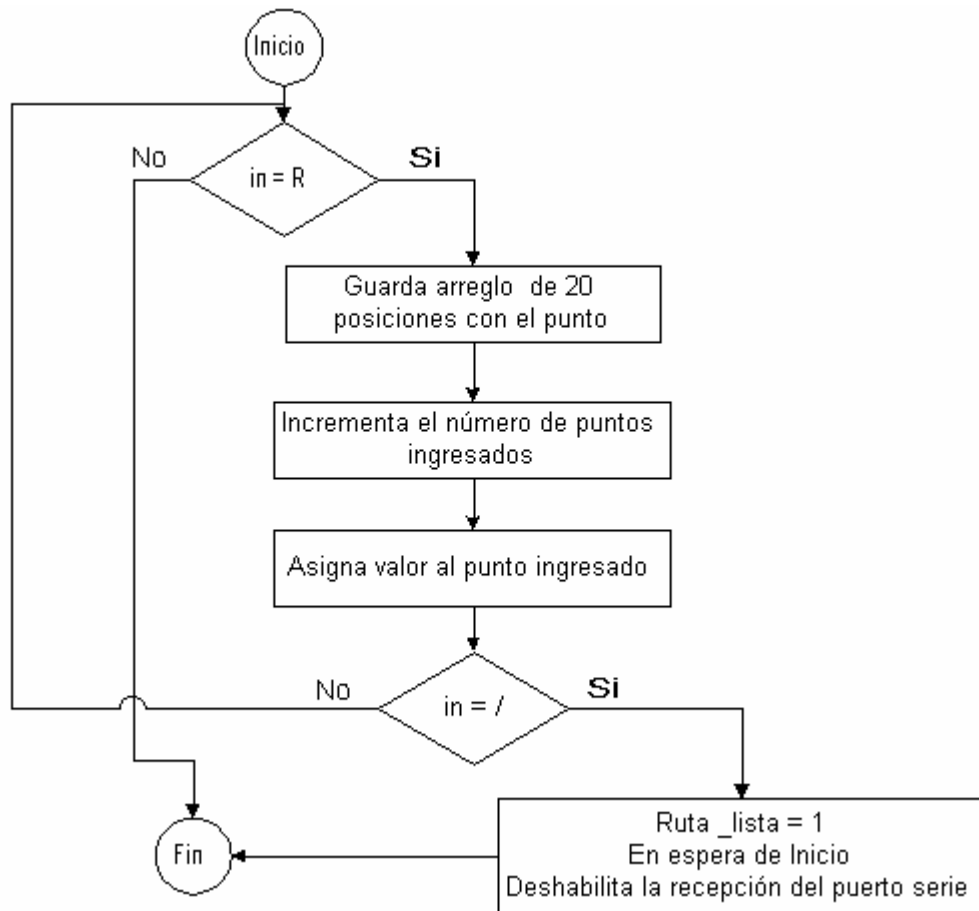 Inicio
No
Si
in = R
Guarda arreglo de 20
posiciones con el punto
Incrementa el número de puntos
ingresados
Asigna valor al punto ingresado
No
Si
in = /
Ruta _lista = 1
En espera de Inicio
Deshabilita la recepción del puerto serie
Fin